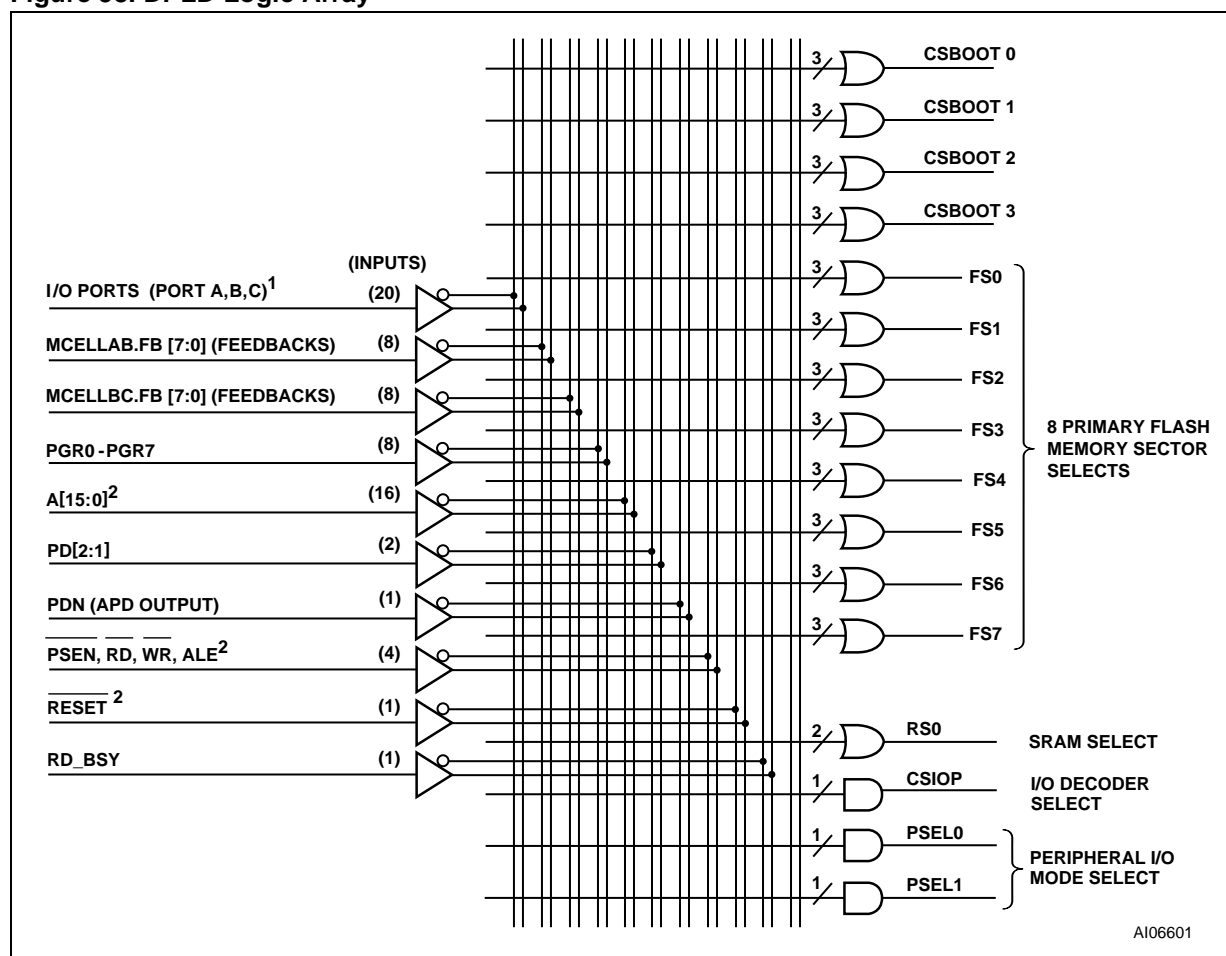 Figure DPLD Logic Array
CSBOOT 0
3
CSBOOT 1
3
CSBOOT 2
3
CSBOOT 3
3
(INPUTS)
I/O PORTS (PORT A,B,C)1
(20)
MCELLAB.FB [7:0] (FEEDBACKS)
(8)
MCELLBC.FB [7:0] (FEEDBACKS)
(8)
PGR0 -PGR7
(8)
A[15:0]2
(16)
PD[2:1]
(2)
PDN (APD OUTPUT)
(1)
PSEN, RD, WR, ALE2
(4)
RESET 2
(1)
RD_BSY
(1)
3
FS0
3
FS1
3
FS2
3
FS3
3
FS4
3
FS5
3
FS6
3
FS7
8 PRIMARY FLASH
MEMORY SECTOR
SELECTS
2
RS0
SRAM SELECT
1
CSIOP
I/O DECODER
SELECT
1
PSEL0
1
PSEL1
PERIPHERAL I/O
MODE SELECT
AI06601